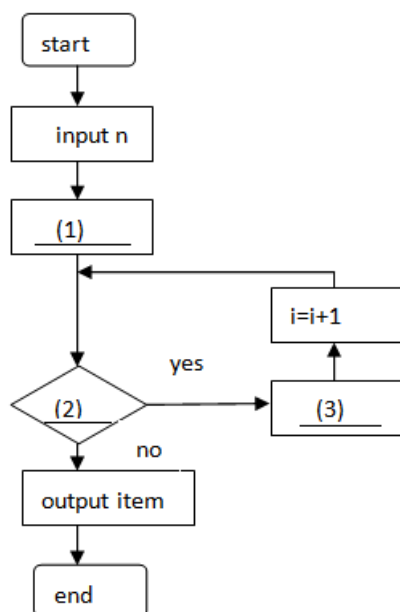 start
input n
(1)
i=i+1
yes
(2)
(3)
no
output item
end